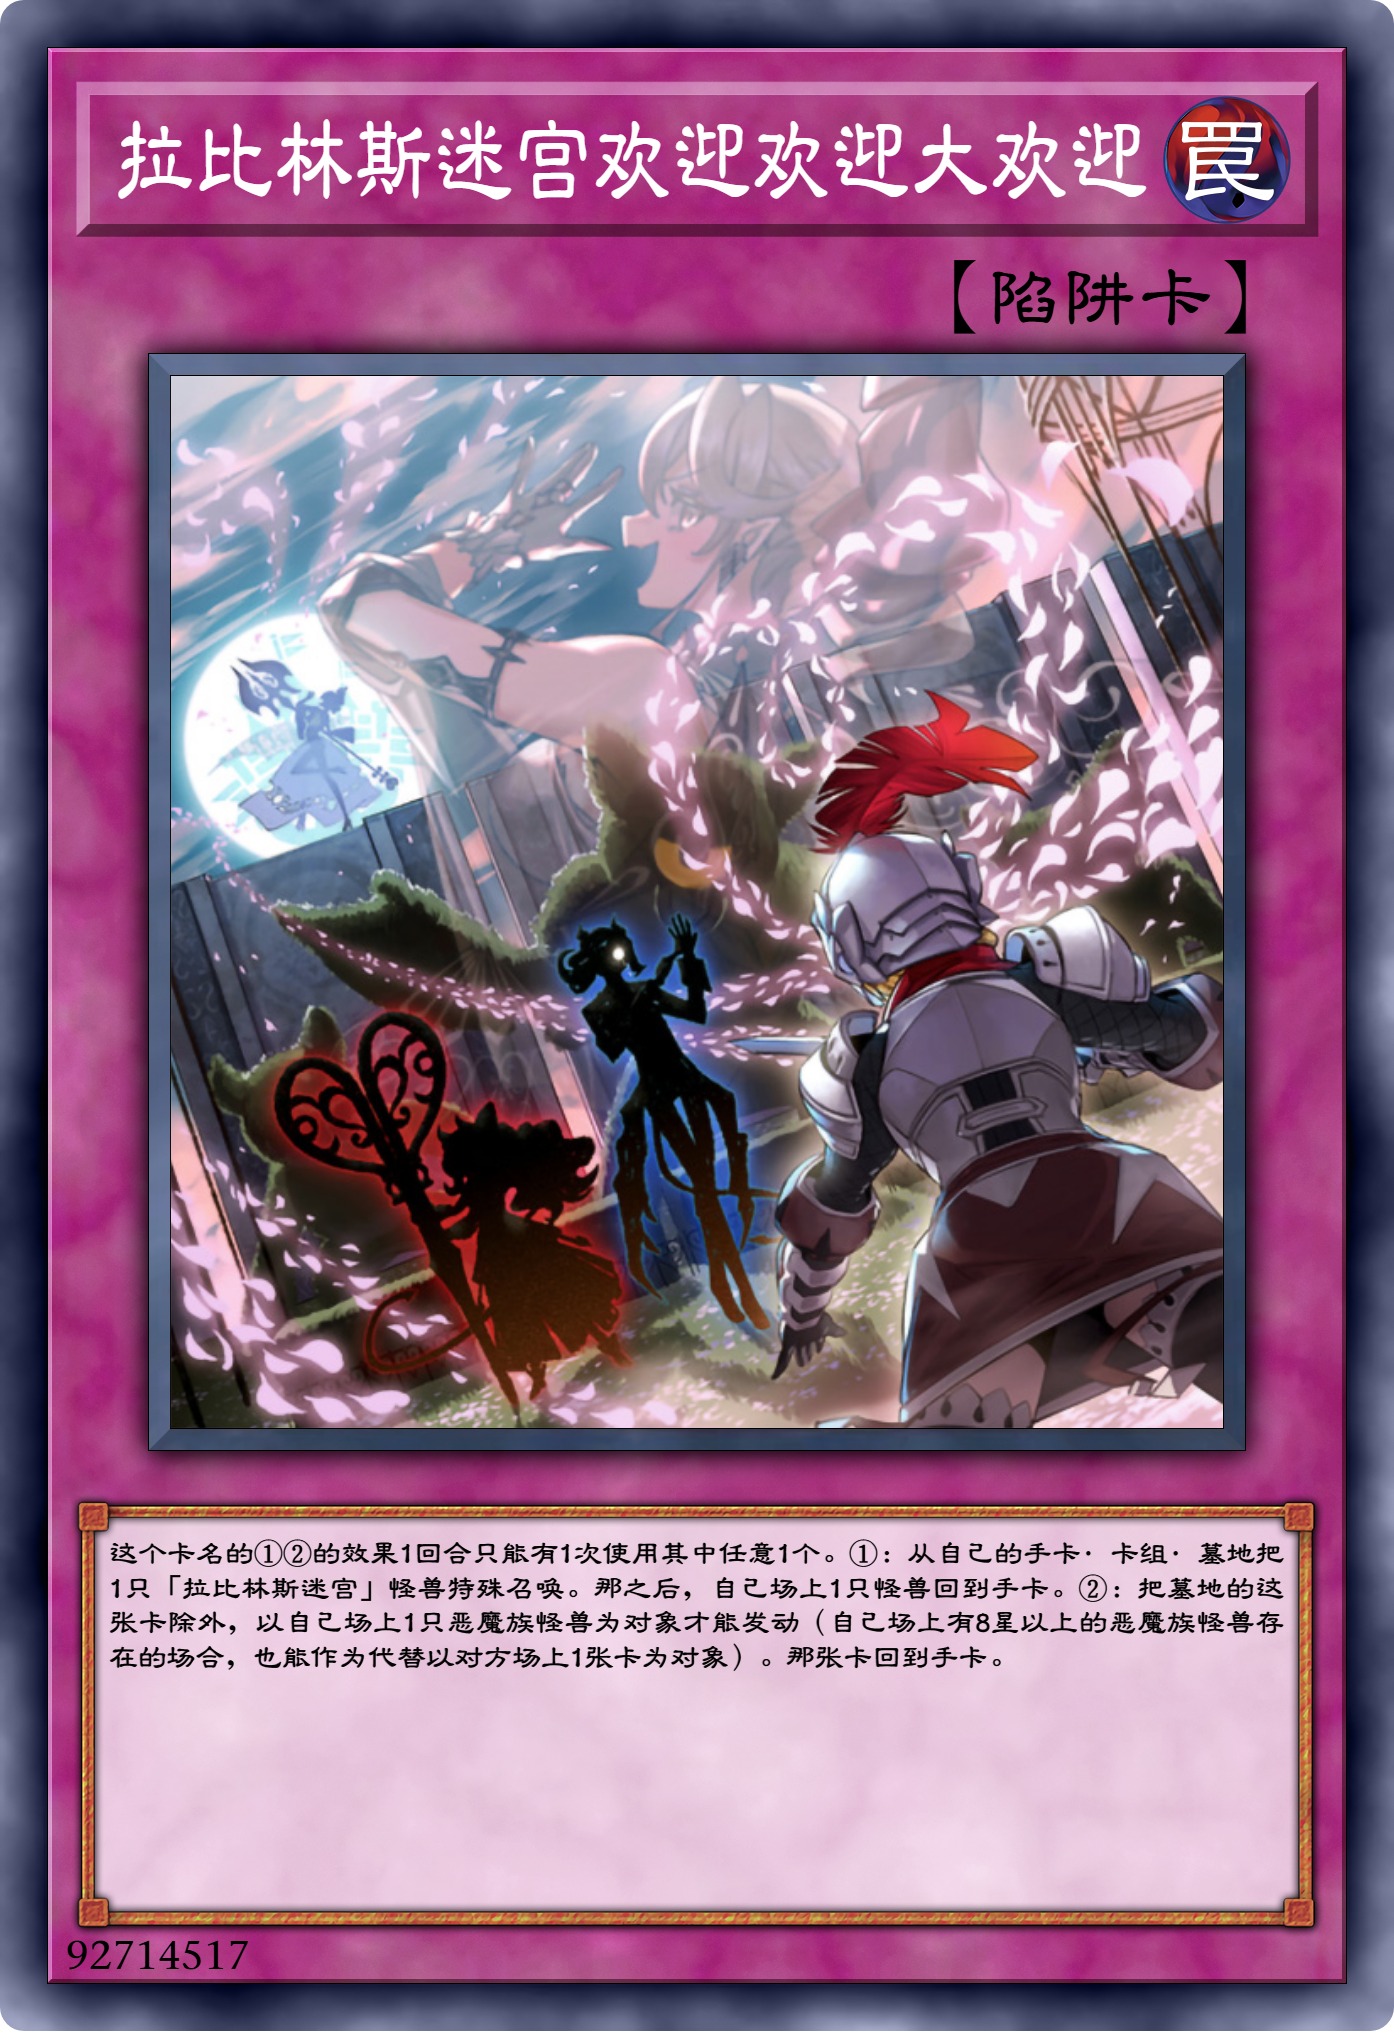 拉比林斯迷宫欢迎欢迎大欢迎 罠
【陷阱卡】
这个卡名的①②的效果1回合只能有1次使用其中任意1个。①：从自己的手卡·卡组·墓地把
1只「拉比林斯迷宫」怪兽特殊召唤。那之后，自己场上1只怪兽回到手卡。②：把墓地的这
张卡除外，以自己场上1只恶魔族怪兽为对象才能发动（自己场上有8星以上的恶魔族怪兽存
在的场合，也能作为代替以对方场上1张卡为对象）。那张卡回到手卡。
92714517